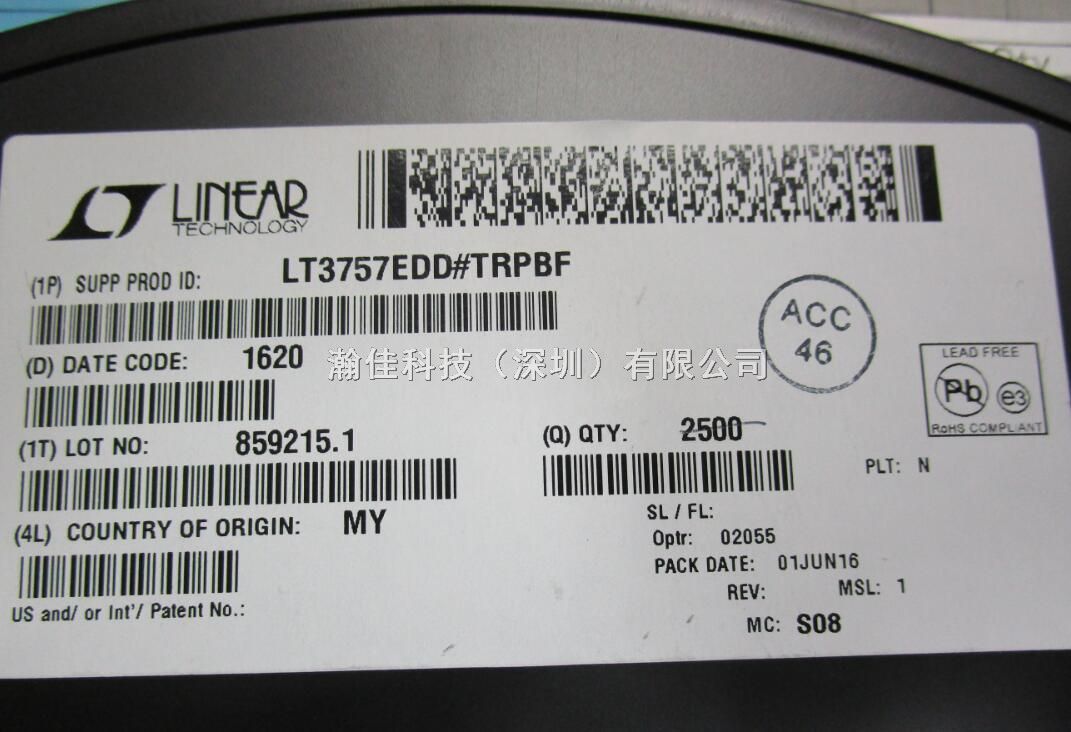 Qty
LINEAR
TECHNOLOGY
(1P) SUPP PROD ID: LT3757EDD#TRPBF
(D) DATE CODE: 1620
瀚佳科技（深圳）有限公司
ACC
46
LEAD FREE
Pb
e3
RoHS COMPLIANT
(1T) LOT NO: 859215.1
(Q) QTY: 2500
PLT: N
(4L) COUNTRY OF ORIGIN: MY
SL / FL:
Optr: 02055
PACK DATE: 01JUN16
REV: MSL: 1
MC: S08
US and/ or Int'/ Patent No.: